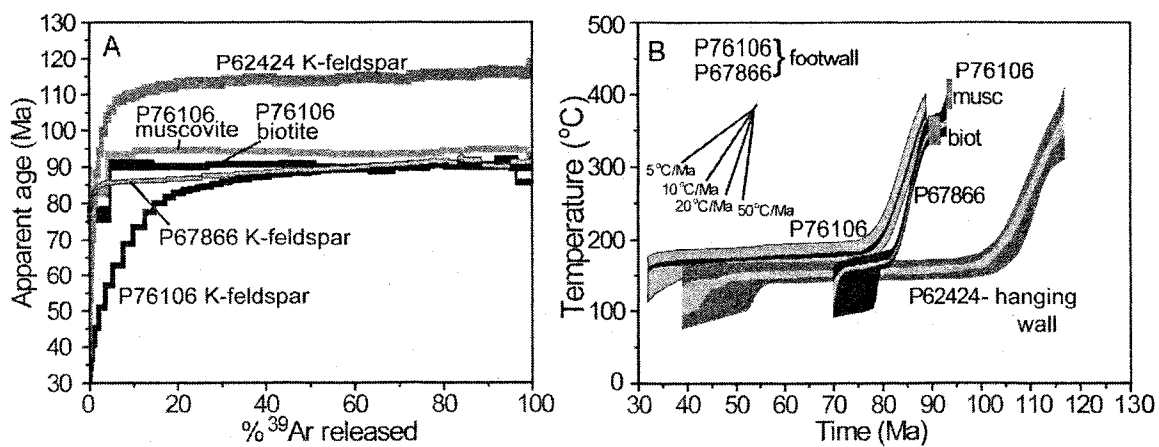 A
130
120
110
100
90
80
70
60
50
40
30
Apparent age (Ma)
P62424 K-feldspar
P76106 P76106
muscovite biotite
P67866 K-feldspar
P76106 K-feldspar
0 20 40 60 80 100
% ³⁹Ar released
B
500
400
300
200
100
0
Temperature (°C)
P76106
P67866 } footwall
P76106
musc
biot
5°C/Ma
10°C/Ma
20°C/Ma 50°C/Ma
P67866
P76106
P62424- hanging
wall
30 40 50 60 70 80 90 100 110 120 130
Time (Ma)